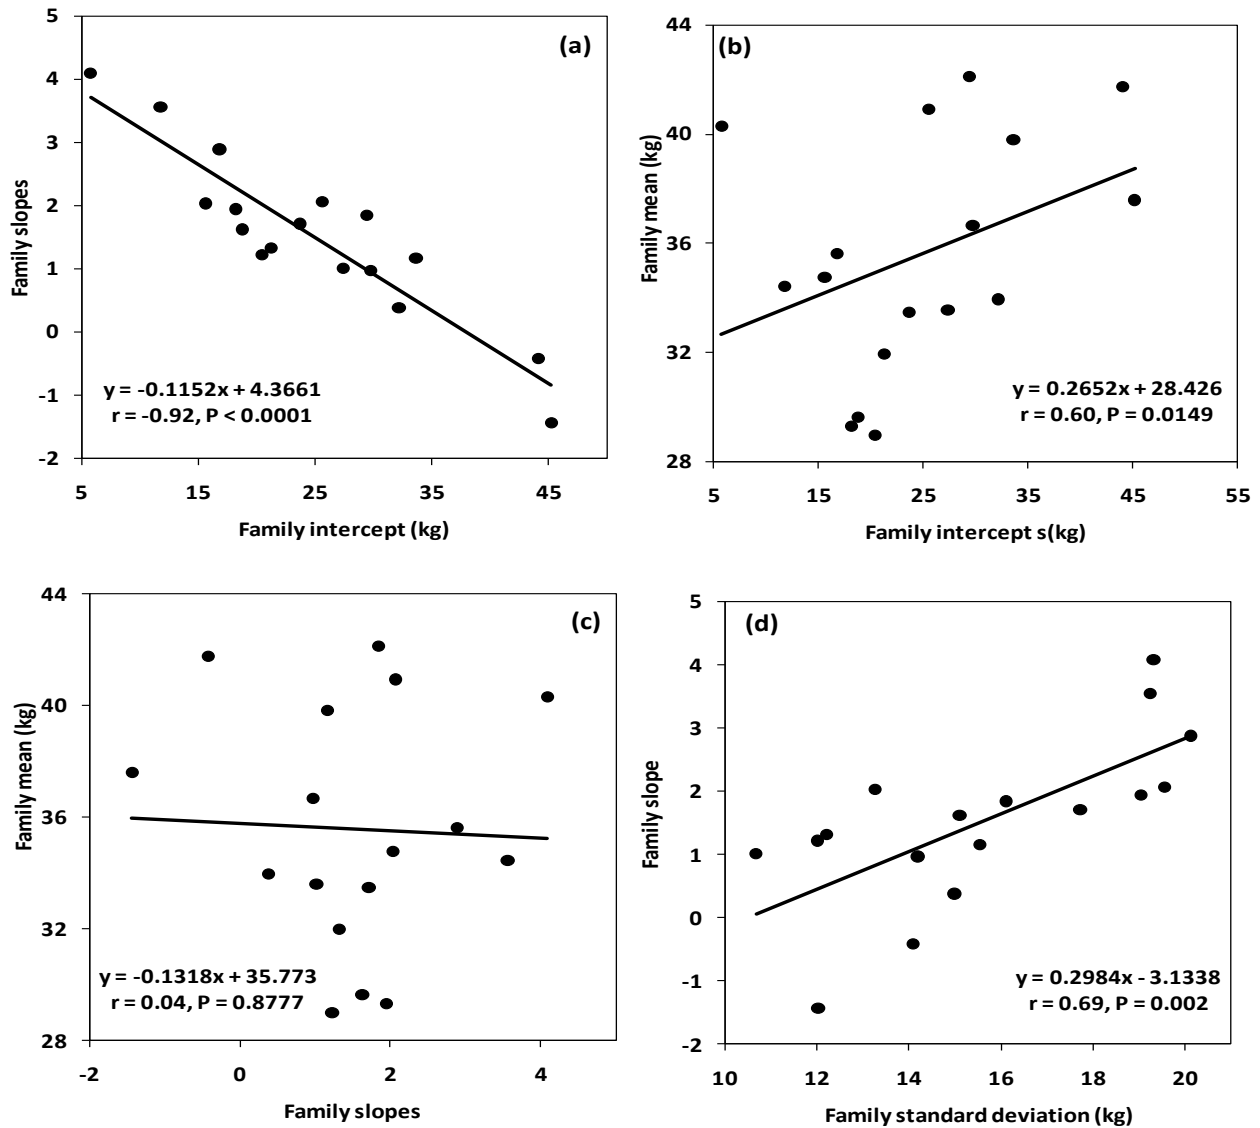 (a)
5
4
3
2
1
0
-1
-2
Family slopes
y = -0.1152x + 4.3661
r = -0.92, P < 0.0001
5 15 25 35 45
Family intercept (kg)
(b)
44
40
36
32
28
Family mean (kg)
y = 0.2652x + 28.426
r = 0.60, P = 0.0149
5 15 25 35 45 55
Family intercept s(kg)
(c)
44
40
36
32
28
Family mean (kg)
y = -0.1318x + 35.773
r = 0.04, P = 0.8777
-2 0 2 4
Family slopes
(d)
5
4
3
2
1
0
-1
-2
Family slope
y = 0.2984x - 3.1338
r = 0.69, P = 0.002
10 12 14 16 18 20
Family standard deviation (kg)